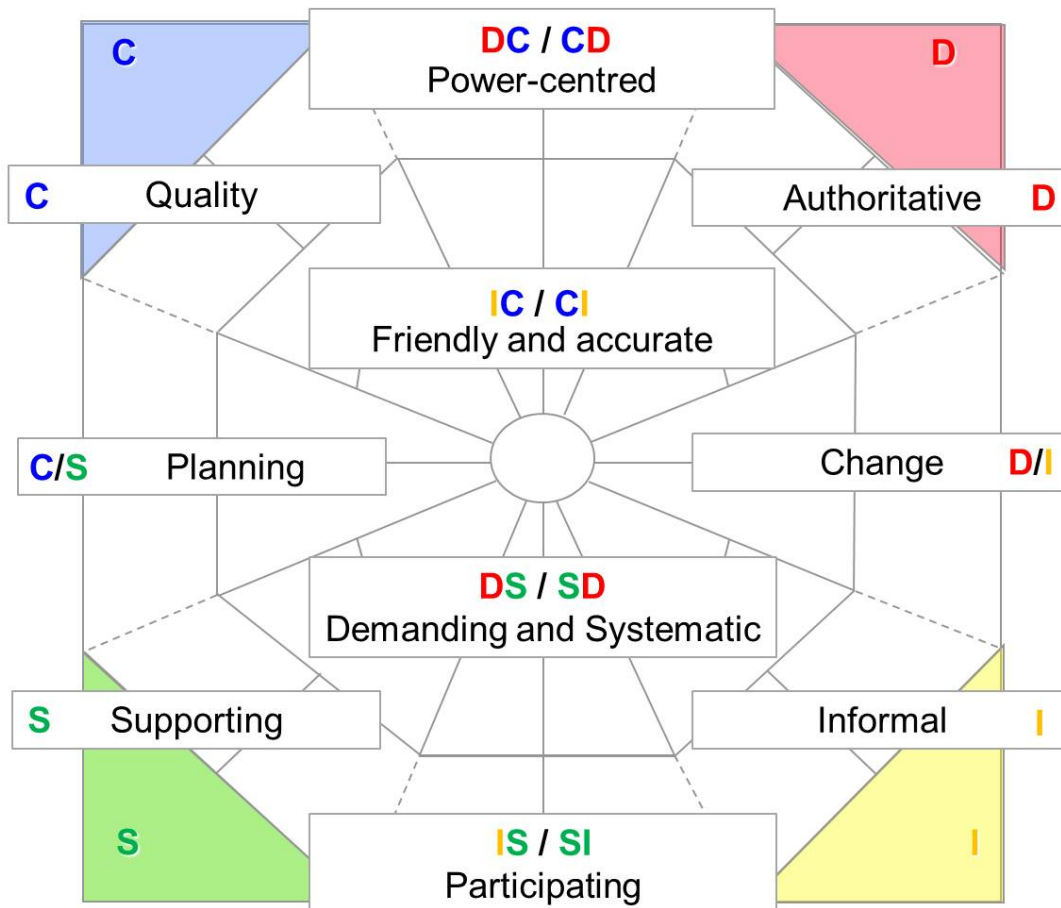 C
DC / CD
Power-centred
D
C Quality
Authoritative D
IC / CI
Friendly and accurate
C/S Planning
Change D/I
DS / SD
Demanding and Systematic
S Supporting
Informal I
S
IS / SI
Participating
I